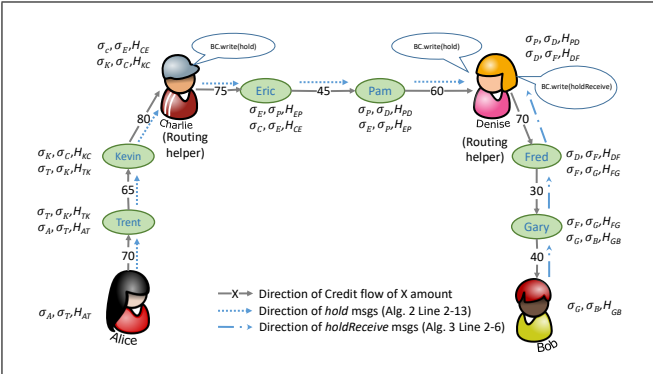 σ_c, σ_E, H_CE
σ_K, σ_C, H_KC
BC.write(hold)
BC.write(hold)
σ_P, σ_D, H_PD
σ_D, σ_F, H_DF
BC.write(holdReceive)
75
Eric
45
Pam
60
Charlie
(Routing helper)
σ_E, σ_P, H_EP
σ_C, σ_E, H_CE
σ_P, σ_D, H_PD
σ_E, σ_P, H_EP
Denise
(Routing helper)
80
70
σ_K, σ_C, H_KC
σ_T, σ_K, H_TK
Kevin
Fred
σ_D, σ_F, H_DF
σ_F, σ_G, H_FG
65
30
σ_T, σ_K, H_TK
σ_A, σ_T, H_AT
Trent
Gary
σ_F, σ_G, H_FG
σ_G, σ_B, H_GB
70
40
σ_A, σ_T, H_AT
Alice
X Direction of Credit flow of X amount
Direction of hold msgs (Alg. 2 Line 2-13)
Direction of holdReceive msgs (Alg. 3 Line 2-6)
σ_G, σ_B, H_GB
Bob